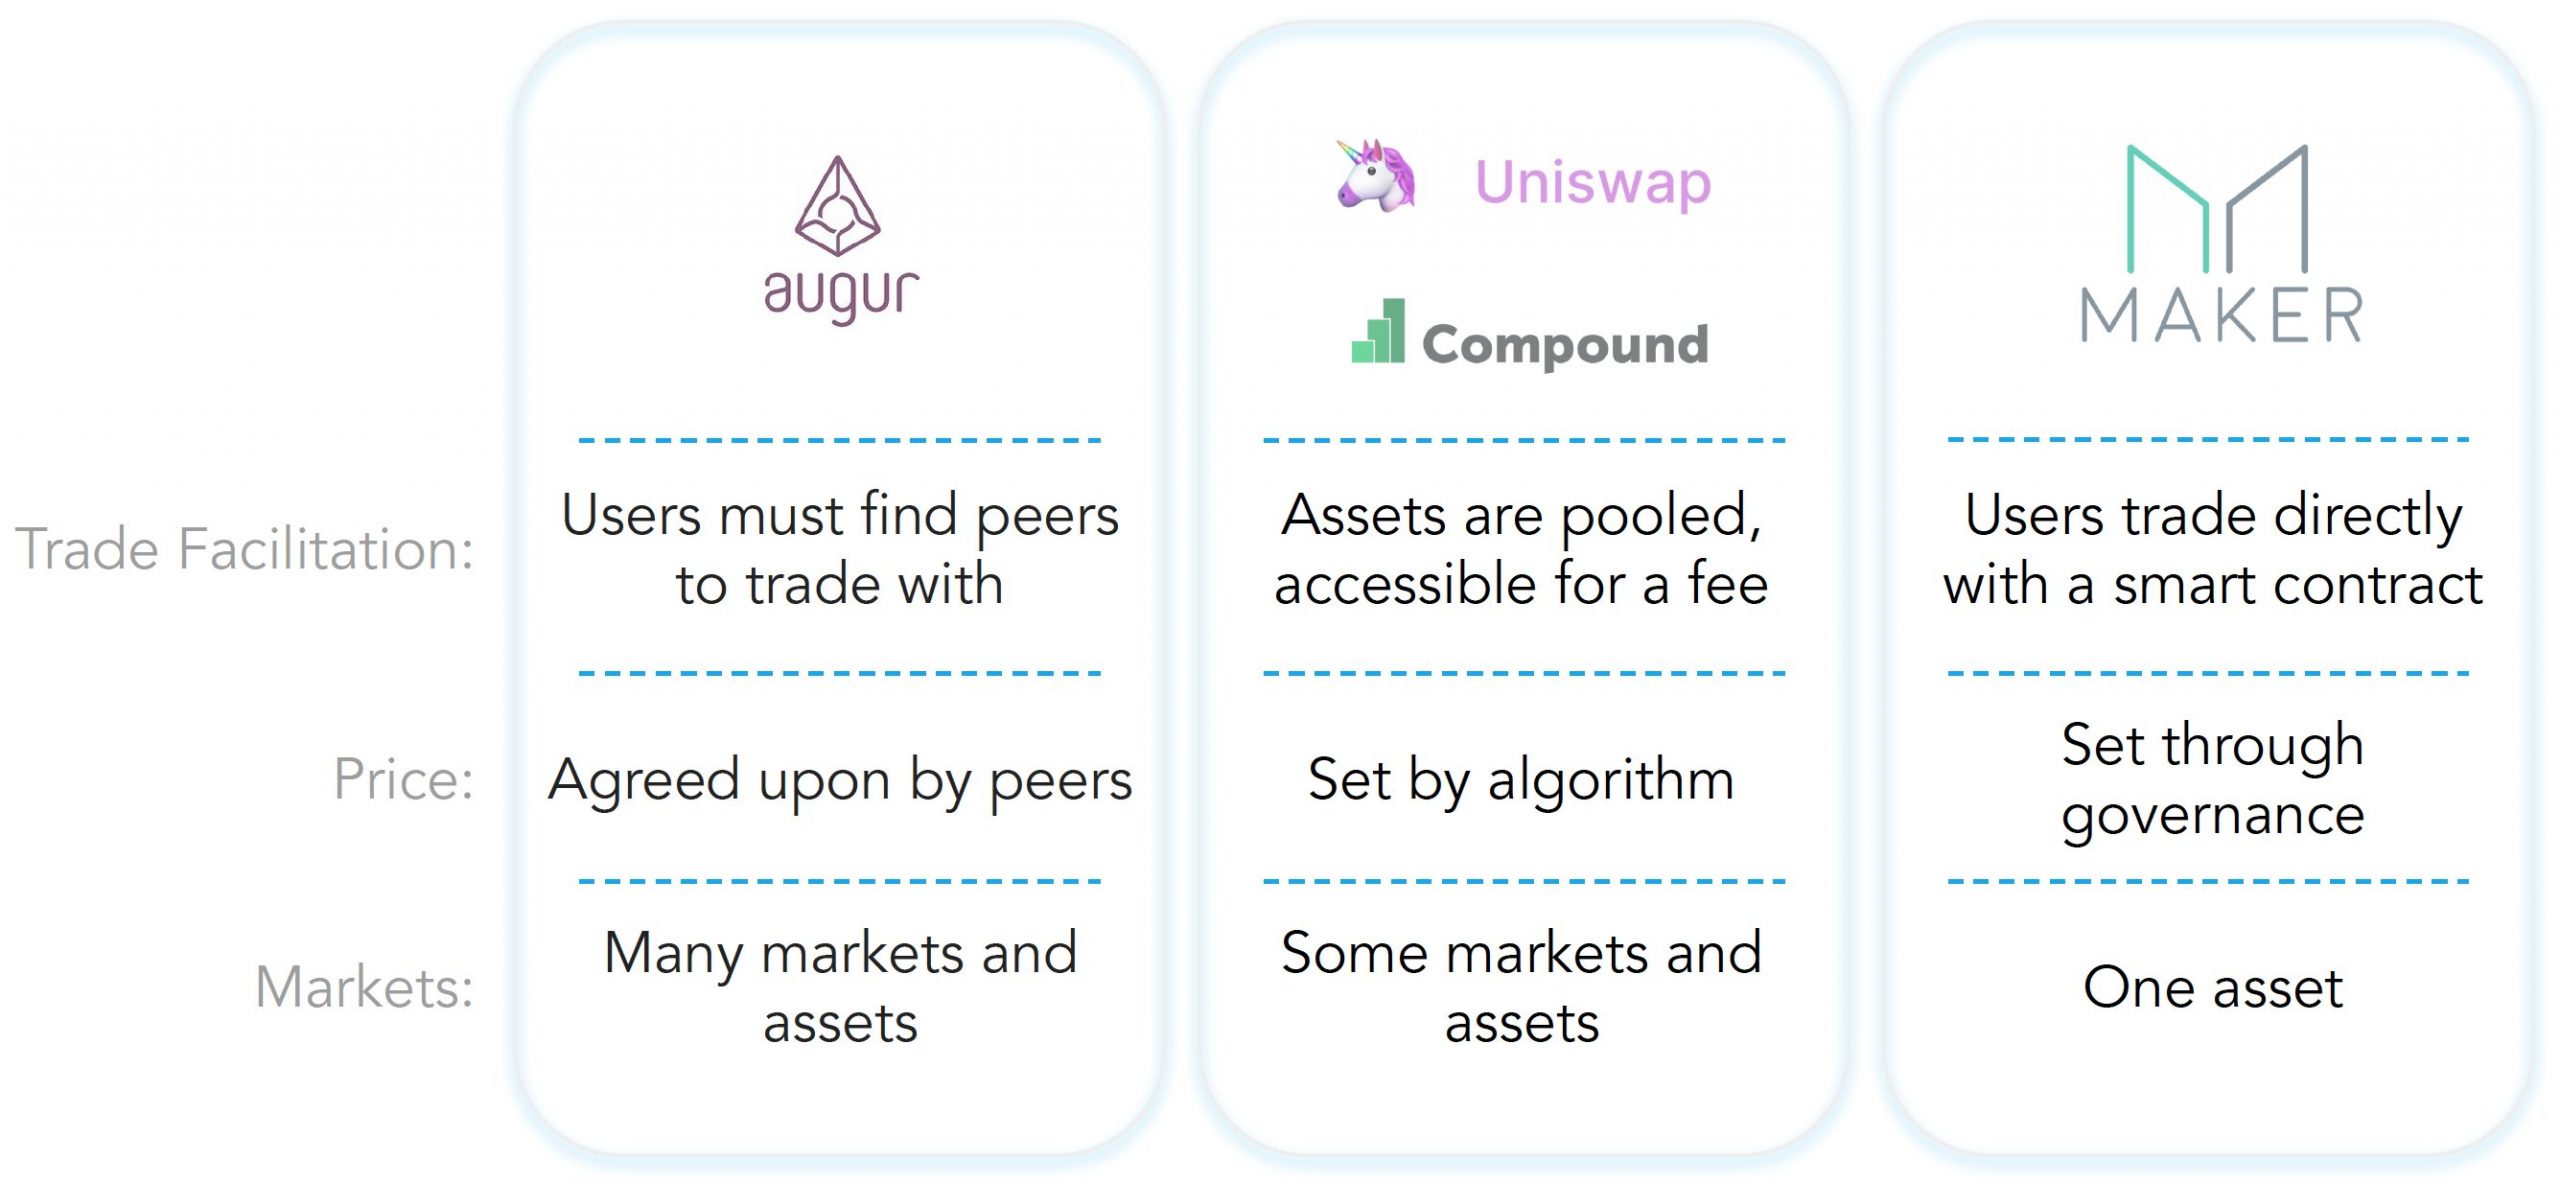 augur
Uniswap
Compound
MAKER
Trade Facilitation:
Users must find peers
to trade with
Assets are pooled,
accessible for a fee
Users trade directly
with a smart contract
Price:
Agreed upon by peers
Set by algorithm
Set through
governance
Markets:
Many markets and
assets
Some markets and
assets
One asset